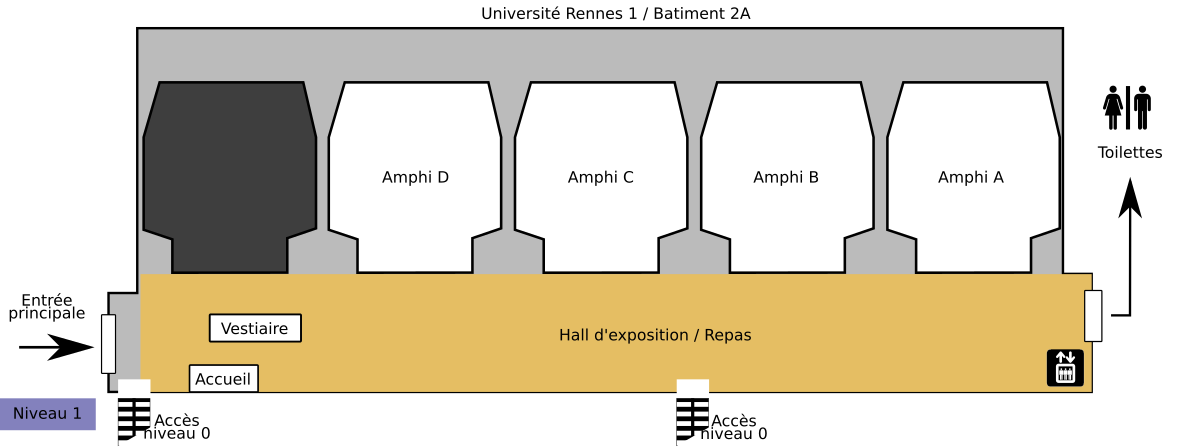 Université Rennes 1 / Batiment 2A
Amphi D
Amphi C
Amphi B
Amphi A
Toilettes
Entrée
principale
Vestiaire
Hall d'exposition / Repas
Accueil
Niveau 1
Accès
niveau 0
Accès
niveau 0